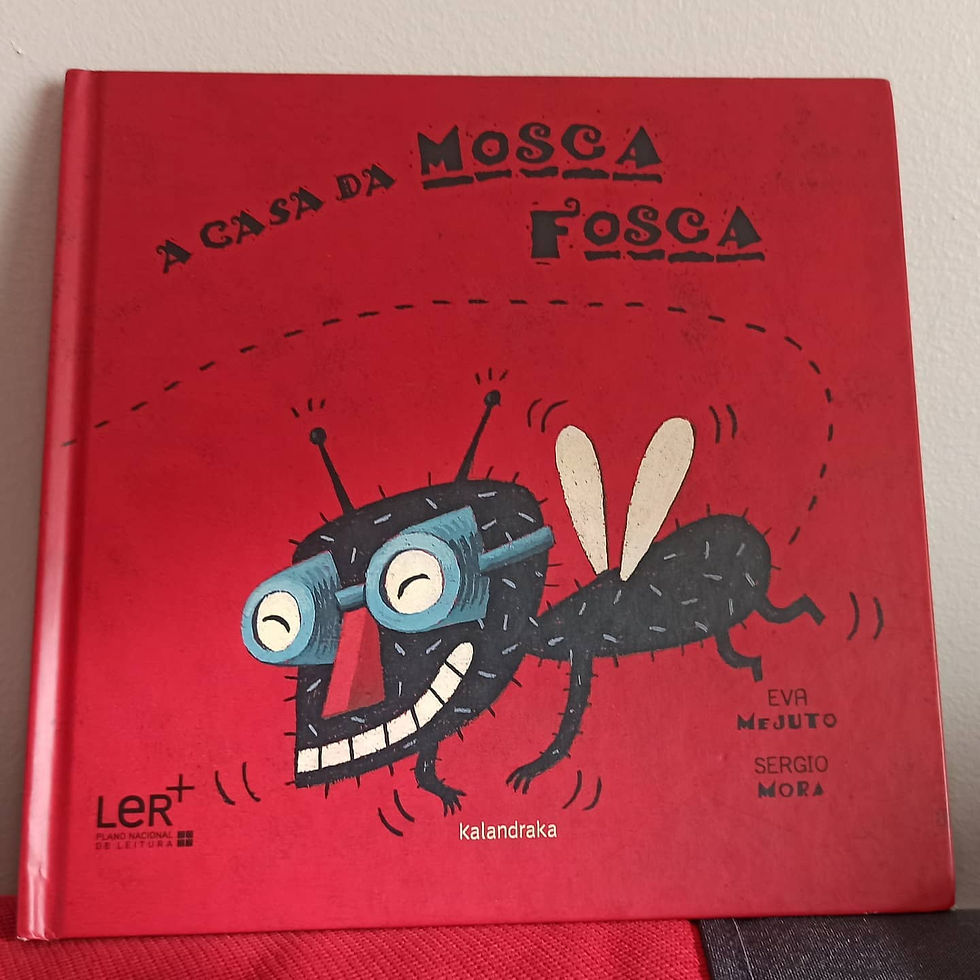 A CASA DA MOSCA
FOSCA
EVA
MEJUTO
SERGIO
MORA
LeR+
PLANO NACIONAL
DE LEITURA
kalandraka